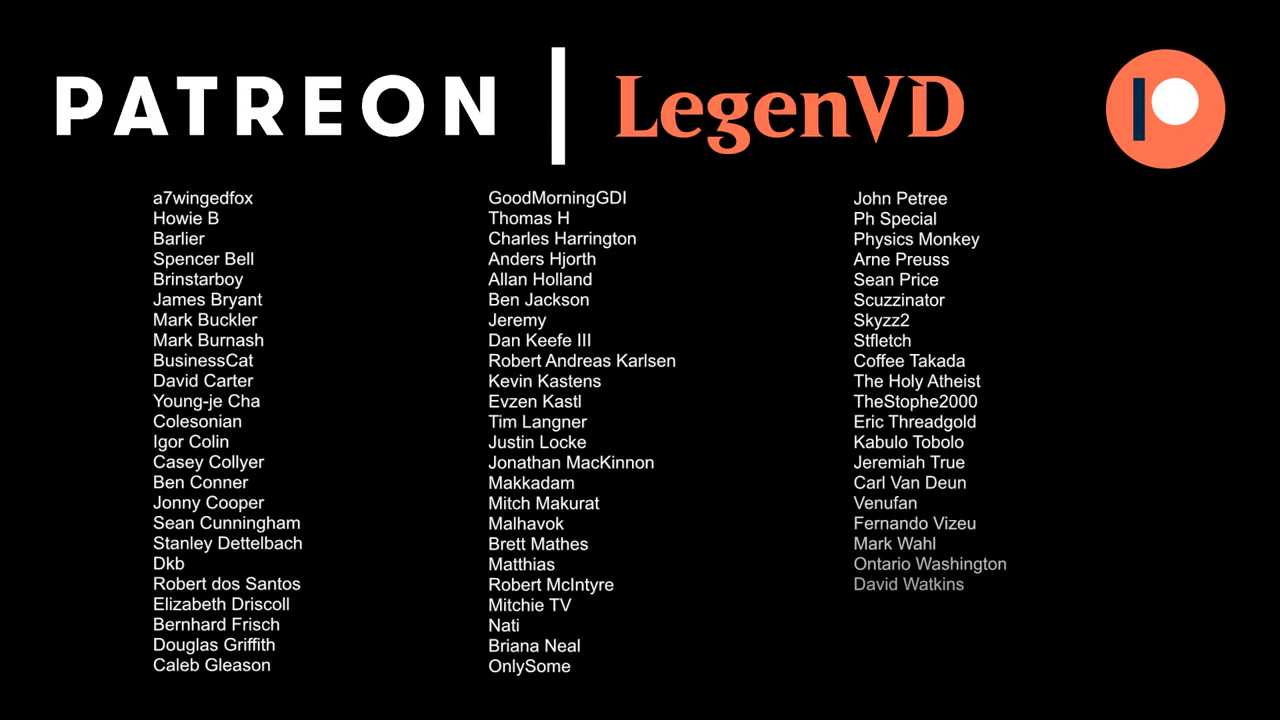 PATREON | LegenVD
a7wingedfox
Howie B
Barlier
Spencer Bell
Brinstarboy
James Bryant
Mark Buckler
Mark Burnash
BusinessCat
David Carter
Young-je Cha
Colesonian
Igor Colin
Casey Collyer
Ben Conner
Jonny Cooper
Sean Cunningham
Stanley Dettelbach
Dkb
Robert dos Santos
Elizabeth Driscoll
Bernhard Frisch
Douglas Griffith
Caleb Gleason
GoodMorningGDI
Thomas H
Charles Harrington
Anders Hjorth
Allan Holland
Ben Jackson
Jeremy
Dan Keefe III
Robert Andreas Karlsen
Kevin Kastens
Evzen Kastl
Tim Langner
Justin Locke
Jonathan MacKinnon
Makkadam
Mitch Makurat
Malhavok
Brett Mathes
Matthias
Robert McIntyre
Mitchie TV
Nati
Briana Neal
OnlySome
John Petree
Ph Special
Physics Monkey
Arne Preuss
Sean Price
Scuzzinator
Skyzz2
Stfletch
Coffee Takada
The Holy Atheist
TheStophe2000
Eric Threadgold
Kabulo Tobolo
Jeremiah True
Carl Van Deun
Venufan
Fernando Vizeu
Mark Wahl
Ontario Washington
David Watkins